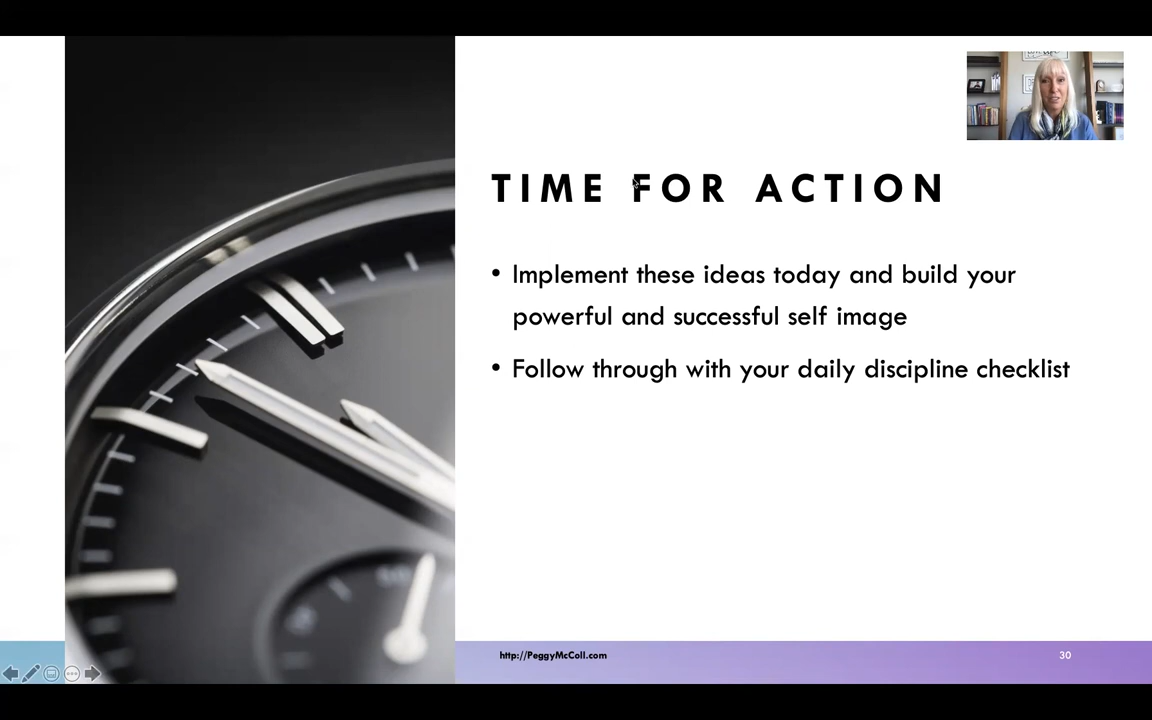 TIME FOR ACTION
• Implement these ideas today and build your
powerful and successful self image
• Follow through with your daily discipline checklist
http://PeggyMcColl.com
30